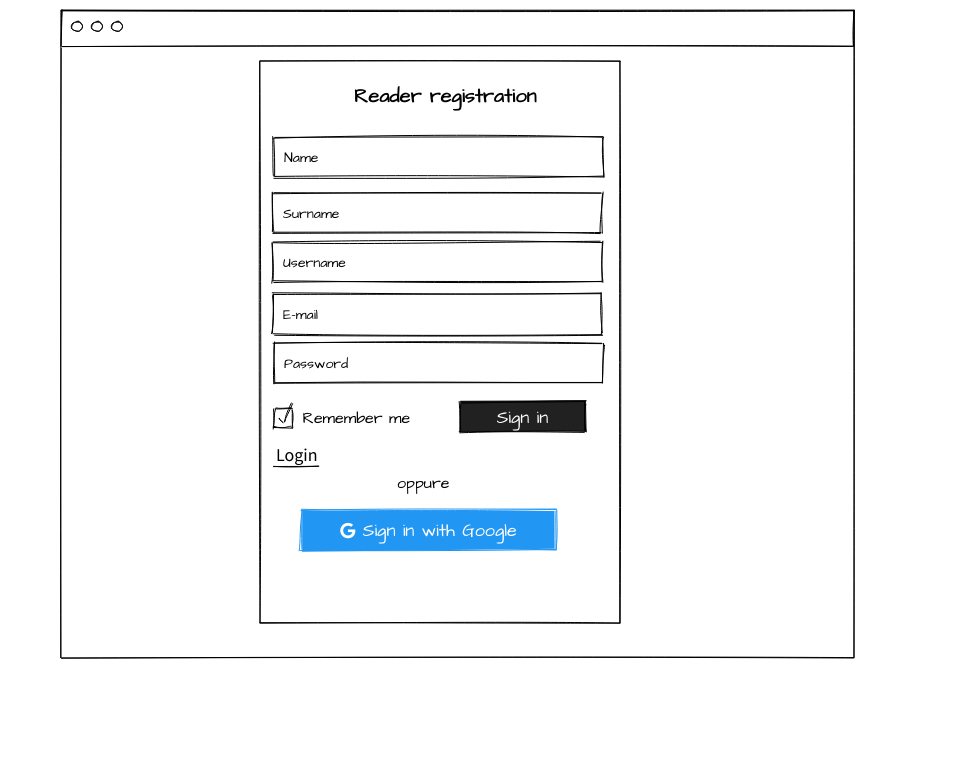 Reader registration
Name
Surname
Username
E-mail
Password
Remember me
Sign in
Login
oppure
G Sign in with Google